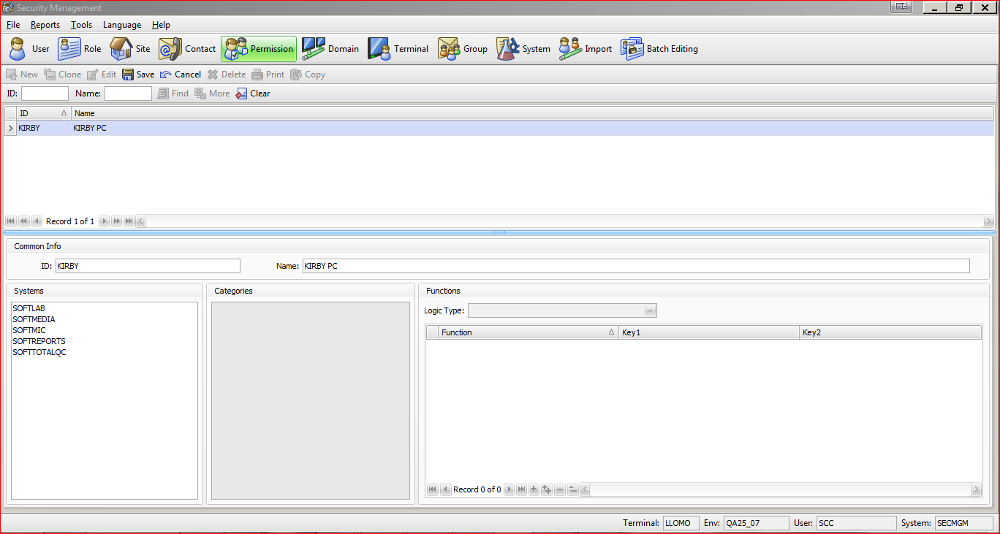 Security Management
File Reports Tools Language Help
User Role Site Contact Permission Domain Terminal Group System Import Batch Editing
New Clone Edit Save Cancel Delete Print Copy
ID: Name: Find More Clear
ID Name
KIRBY KIRBY PC
Record 1 of 1
Common Info
ID: KIRBY Name: KIRBY PC
Systems Categories Functions
SOFTLAB
SOFTMEDIA
SOFTMIC
SOFTREPORTS
SOFTTOTALQC
Logic Type:
Function Key1 Key2
Record 0 of 0
Terminal: LLOMO Env: QA25_07 User: SCC System: SECMGM